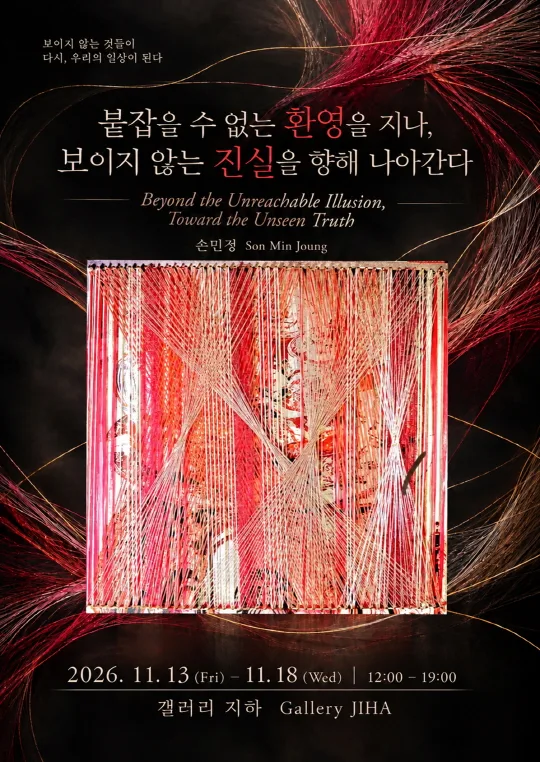 보이지 않는 것들이
다시, 우리의 일상이 된다
붙잡을 수 없는 환영을 지나,
보이지 않는 진실을 향해 나아간다
Beyond the Unreachable Illusion,
Toward the Unseen Truth
손민정 Son Min Joung
2026. 11. 13 (Fri) – 11. 18 (Wed) | 12:00 – 19:00
갤러리 지하 Gallery JIHA